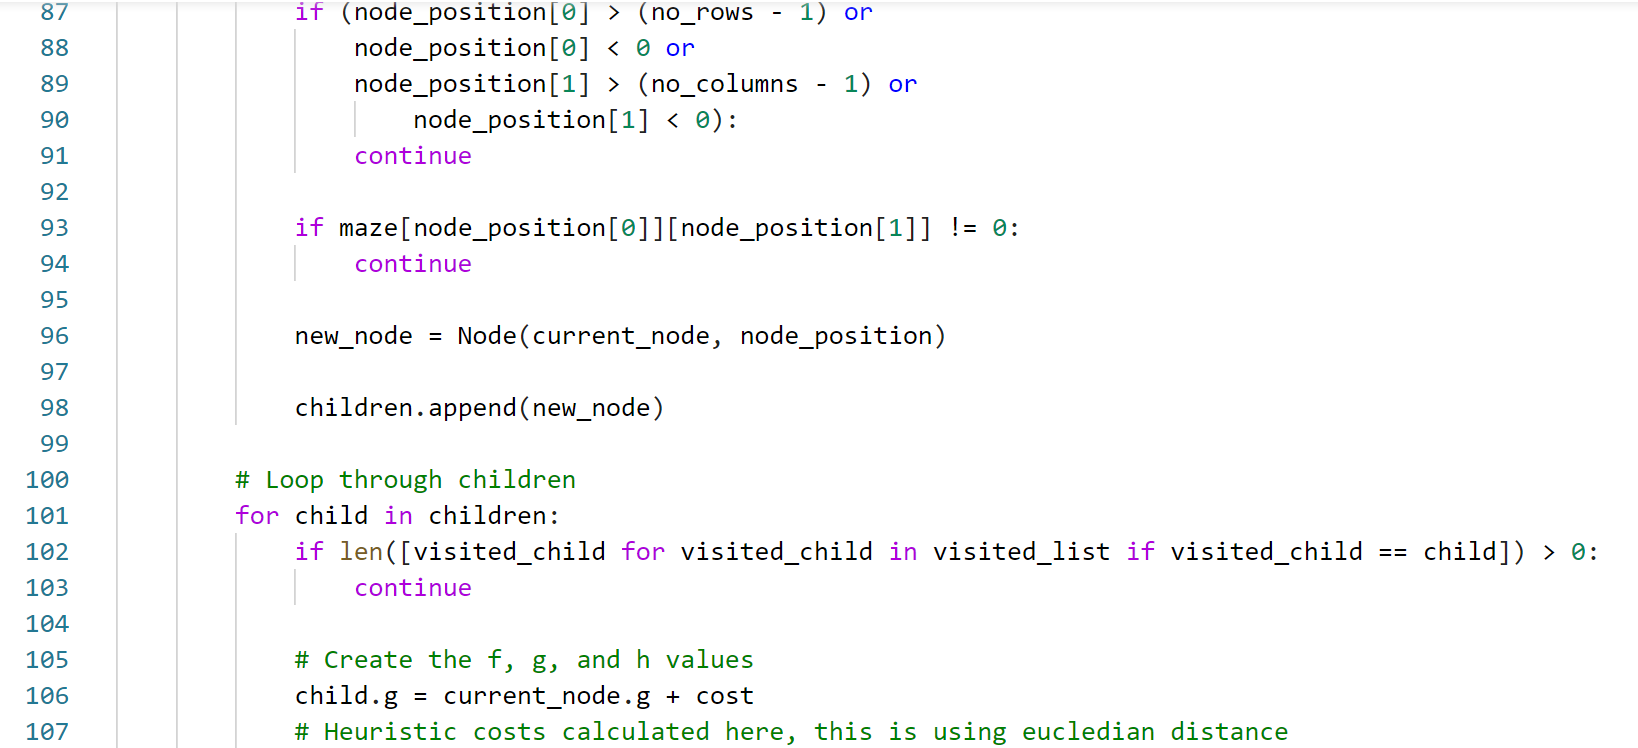 87 if (node_position[0] > (no_rows - 1) or
88 node_position[0] < 0 or
89 node_position[1] > (no_columns - 1) or
90 node_position[1] < 0):
91 continue
92
93 if maze[node_position[0]][node_position[1]] != 0:
94 continue
95
96 new_node = Node(current_node, node_position)
97
98 children.append(new_node)
99
100 # Loop through children
101 for child in children:
102 if len([visited_child for visited_child in visited_list if visited_child == child]) > 0:
103 continue
104
105 # Create the f, g, and h values
106 child.g = current_node.g + cost
107 # Heuristic costs calculated here, this is using eucledian distance